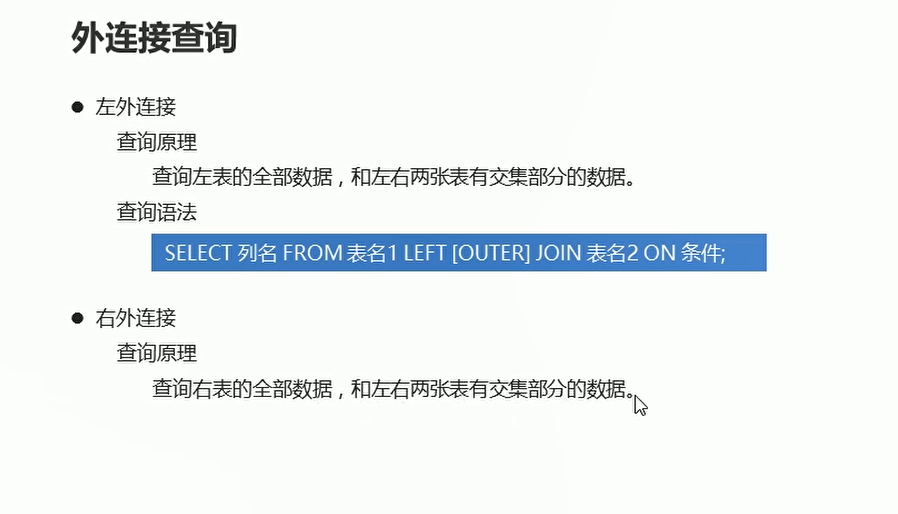 外连接查询
● 左外连接
查询原理
查询左表的全部数据，和左右两张表有交集部分的数据。
查询语法
SELECT 列名 FROM 表名1 LEFT [OUTER] JOIN 表名2 ON 条件;
● 右外连接
查询原理
查询右表的全部数据，和左右两张表有交集部分的数据。